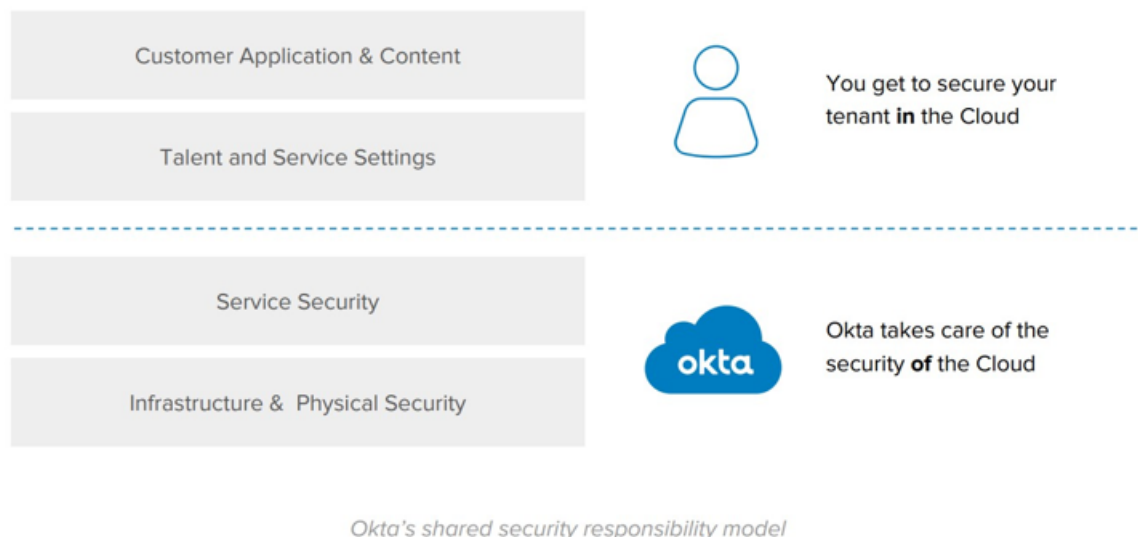 Customer Application & Content
You get to secure your
tenant in the Cloud
Talent and Service Settings
Service Security
okta
Okta takes care of the
security of the Cloud
Infrastructure & Physical Security
Okta's shared security responsibility model